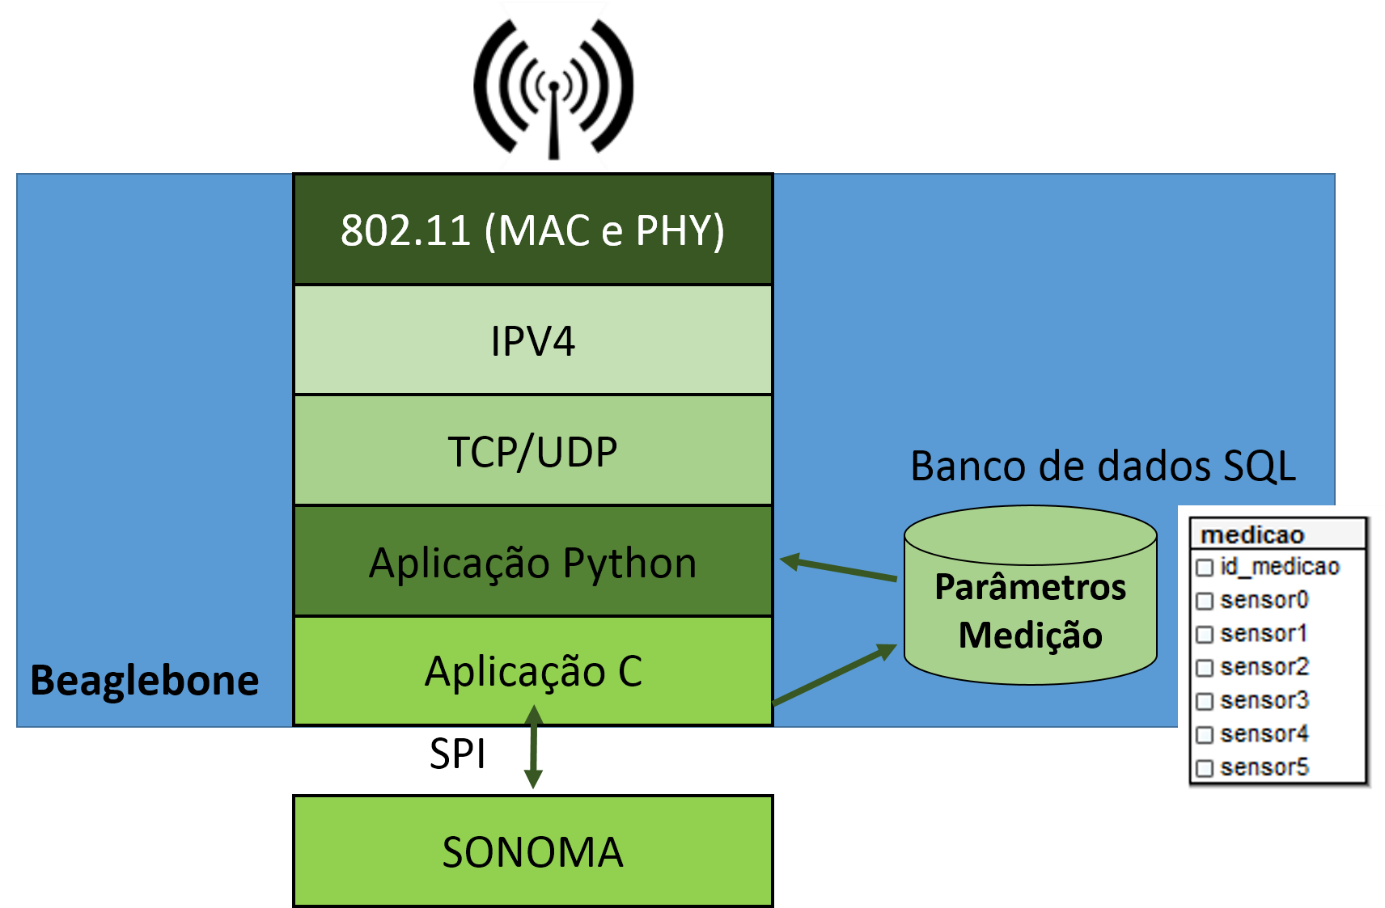 802.11 (MAC e PHY)
IPV4
TCP/UDP
Banco de dados SQL
Aplicação Python
Parâmetros
Medição
medicao
id_medicao
sensor0
sensor1
sensor2
sensor3
sensor4
sensor5
Aplicação C
Beaglebone
SPI
SONOMA